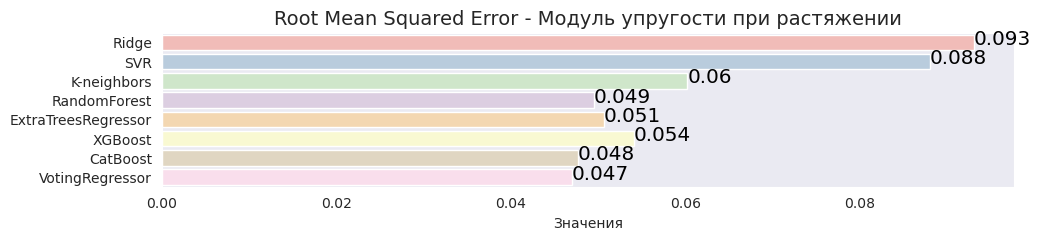 Root Mean Squared Error - Модуль упругости при растяжении
Ridge 0.093
SVR 0.088
K-neighbors 0.06
RandomForest 0.049
ExtraTreesRegressor 0.051
XGBoost 0.054
CatBoost 0.048
VotingRegressor 0.047
0.00 0.02 0.04 0.06 0.08
Значения